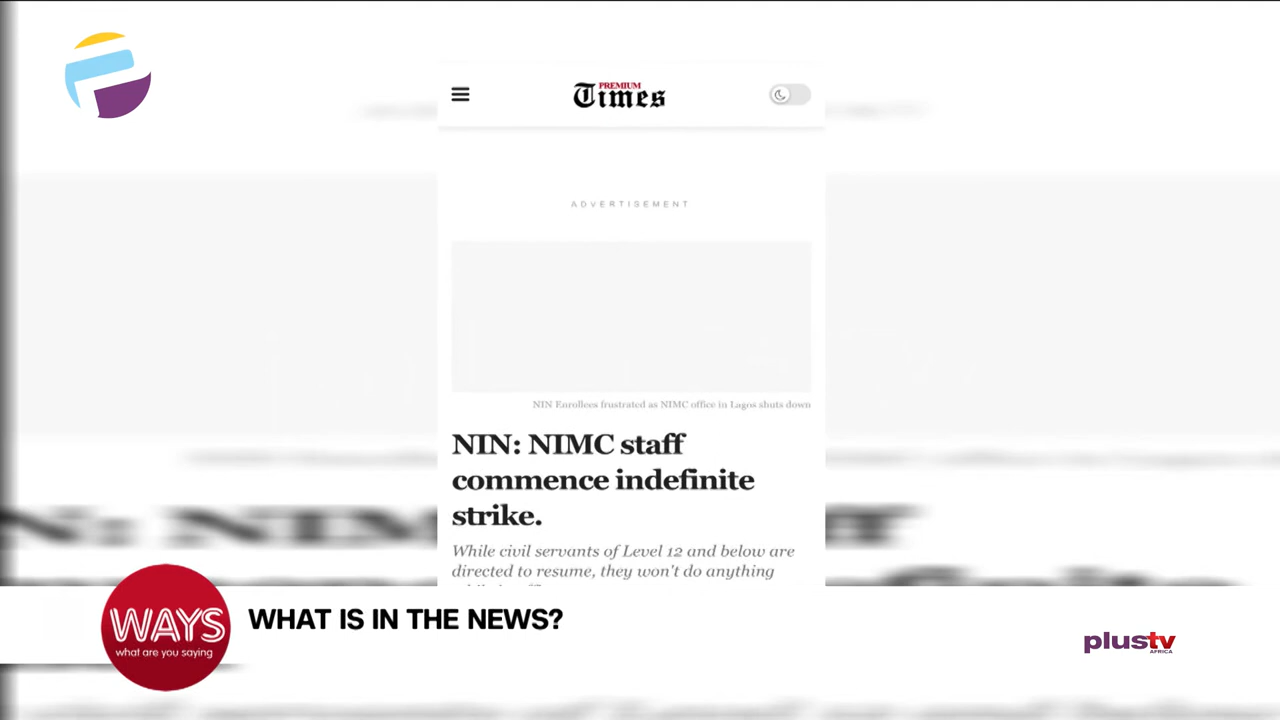 PREMIUM
Times
ADVERTISEMENT
NIN Enrollees frustrated as NIMC office in Lagos shuts down
NIN: NIMC staff
commence indefinite
strike.
While civil servants of Level 12 and below are
directed to resume, they won't do anything
WAYS
what are you saying
WHAT IS IN THE NEWS?
plustv
AFRICA